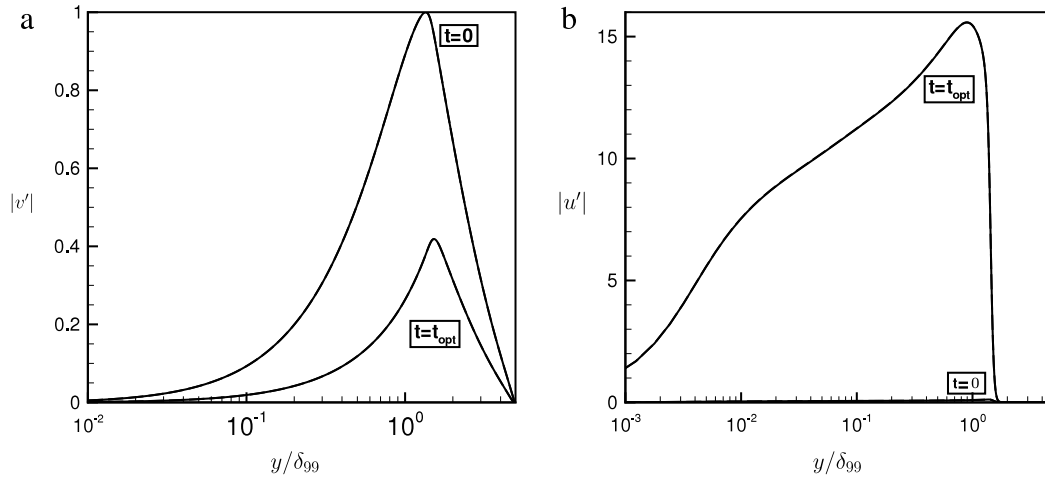 a
1
0.8
0.6
0.4
0.2
0
|v'|
t=0
t=t_opt
10^-2
10^-1
10^0
y/δ_99
b
15
10
5
0
|u'|
t=t_opt
t=0
10^-3
10^-2
10^-1
10^0
y/δ_99